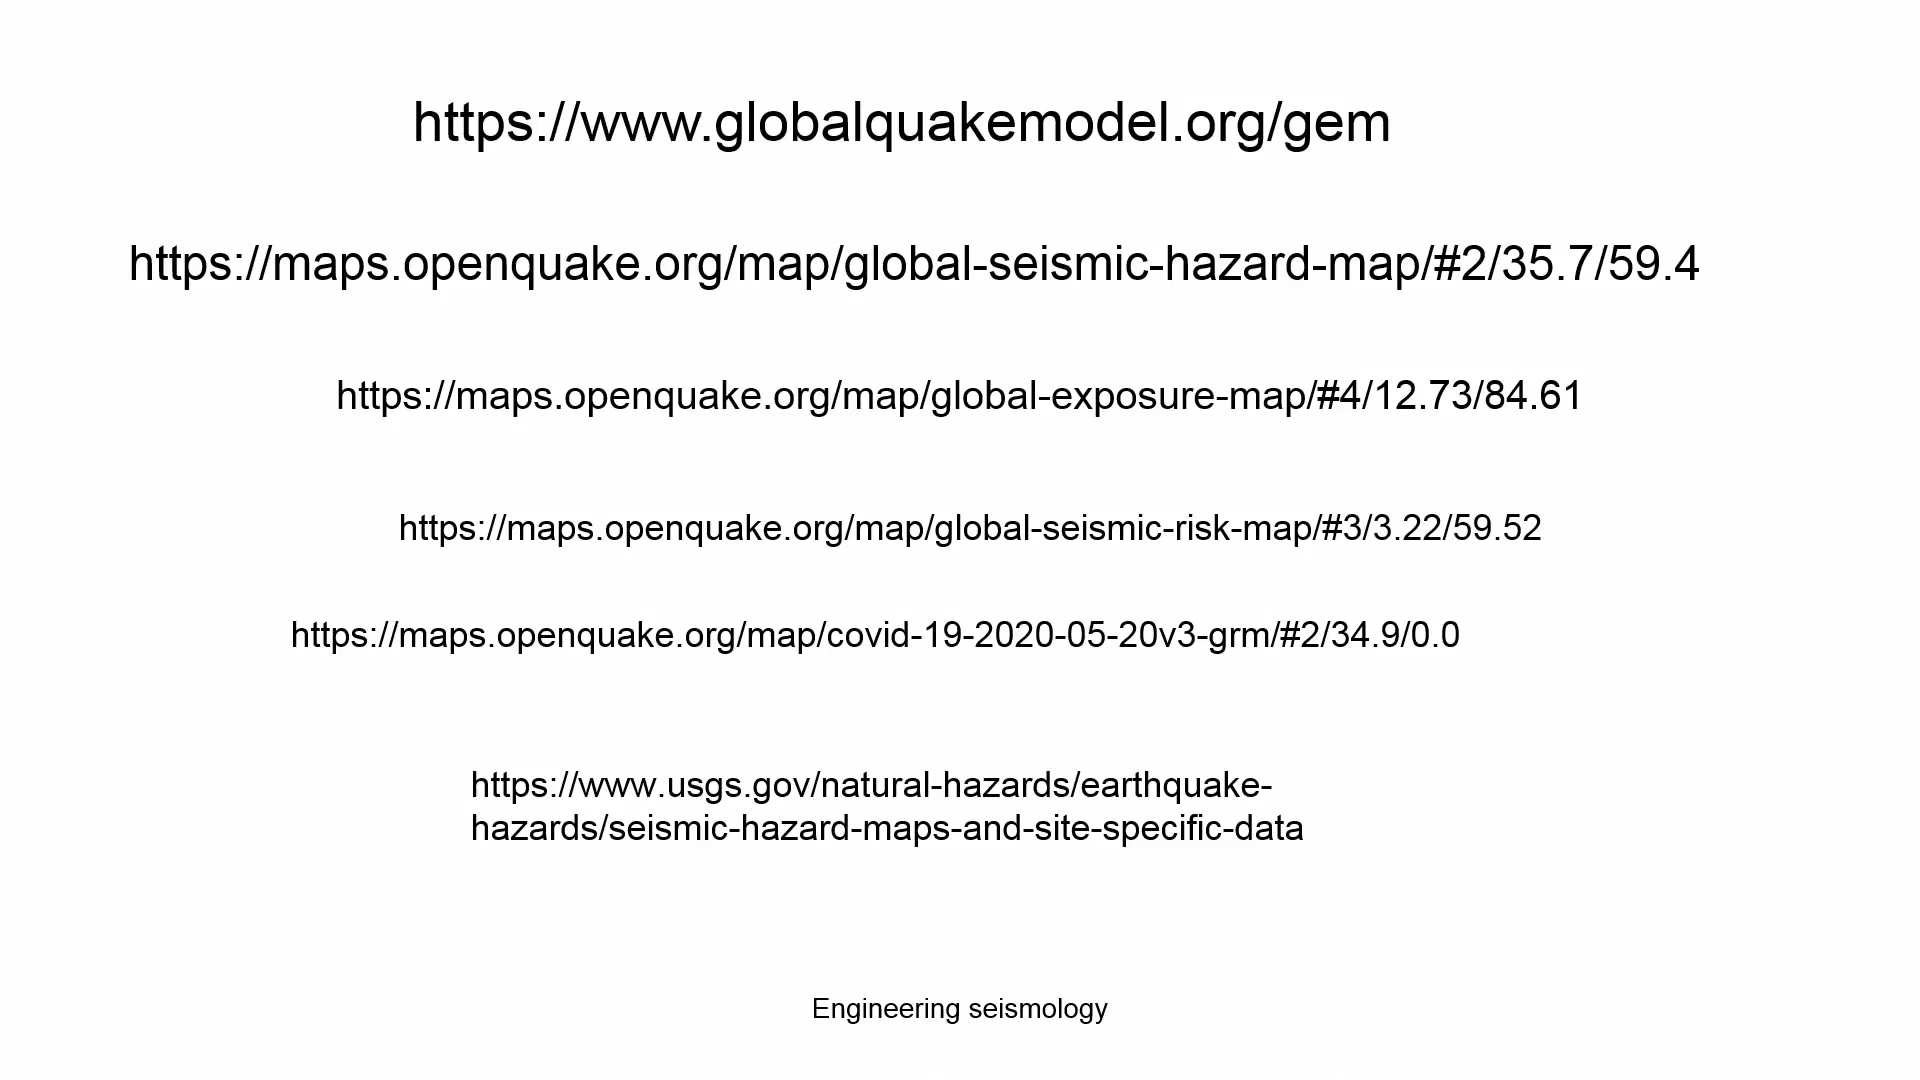 https://www.globalquakemodel.org/gem
https://maps.openquake.org/map/global-seismic-hazard-map/#2/35.7/59.4
https://maps.openquake.org/map/global-exposure-map/#4/12.73/84.61
https://maps.openquake.org/map/global-seismic-risk-map/#3/3.22/59.52
https://maps.openquake.org/map/covid-19-2020-05-20v3-grm/#2/34.9/0.0
https://www.usgs.gov/natural-hazards/earthquake-
hazards/seismic-hazard-maps-and-site-specific-data
Engineering seismology